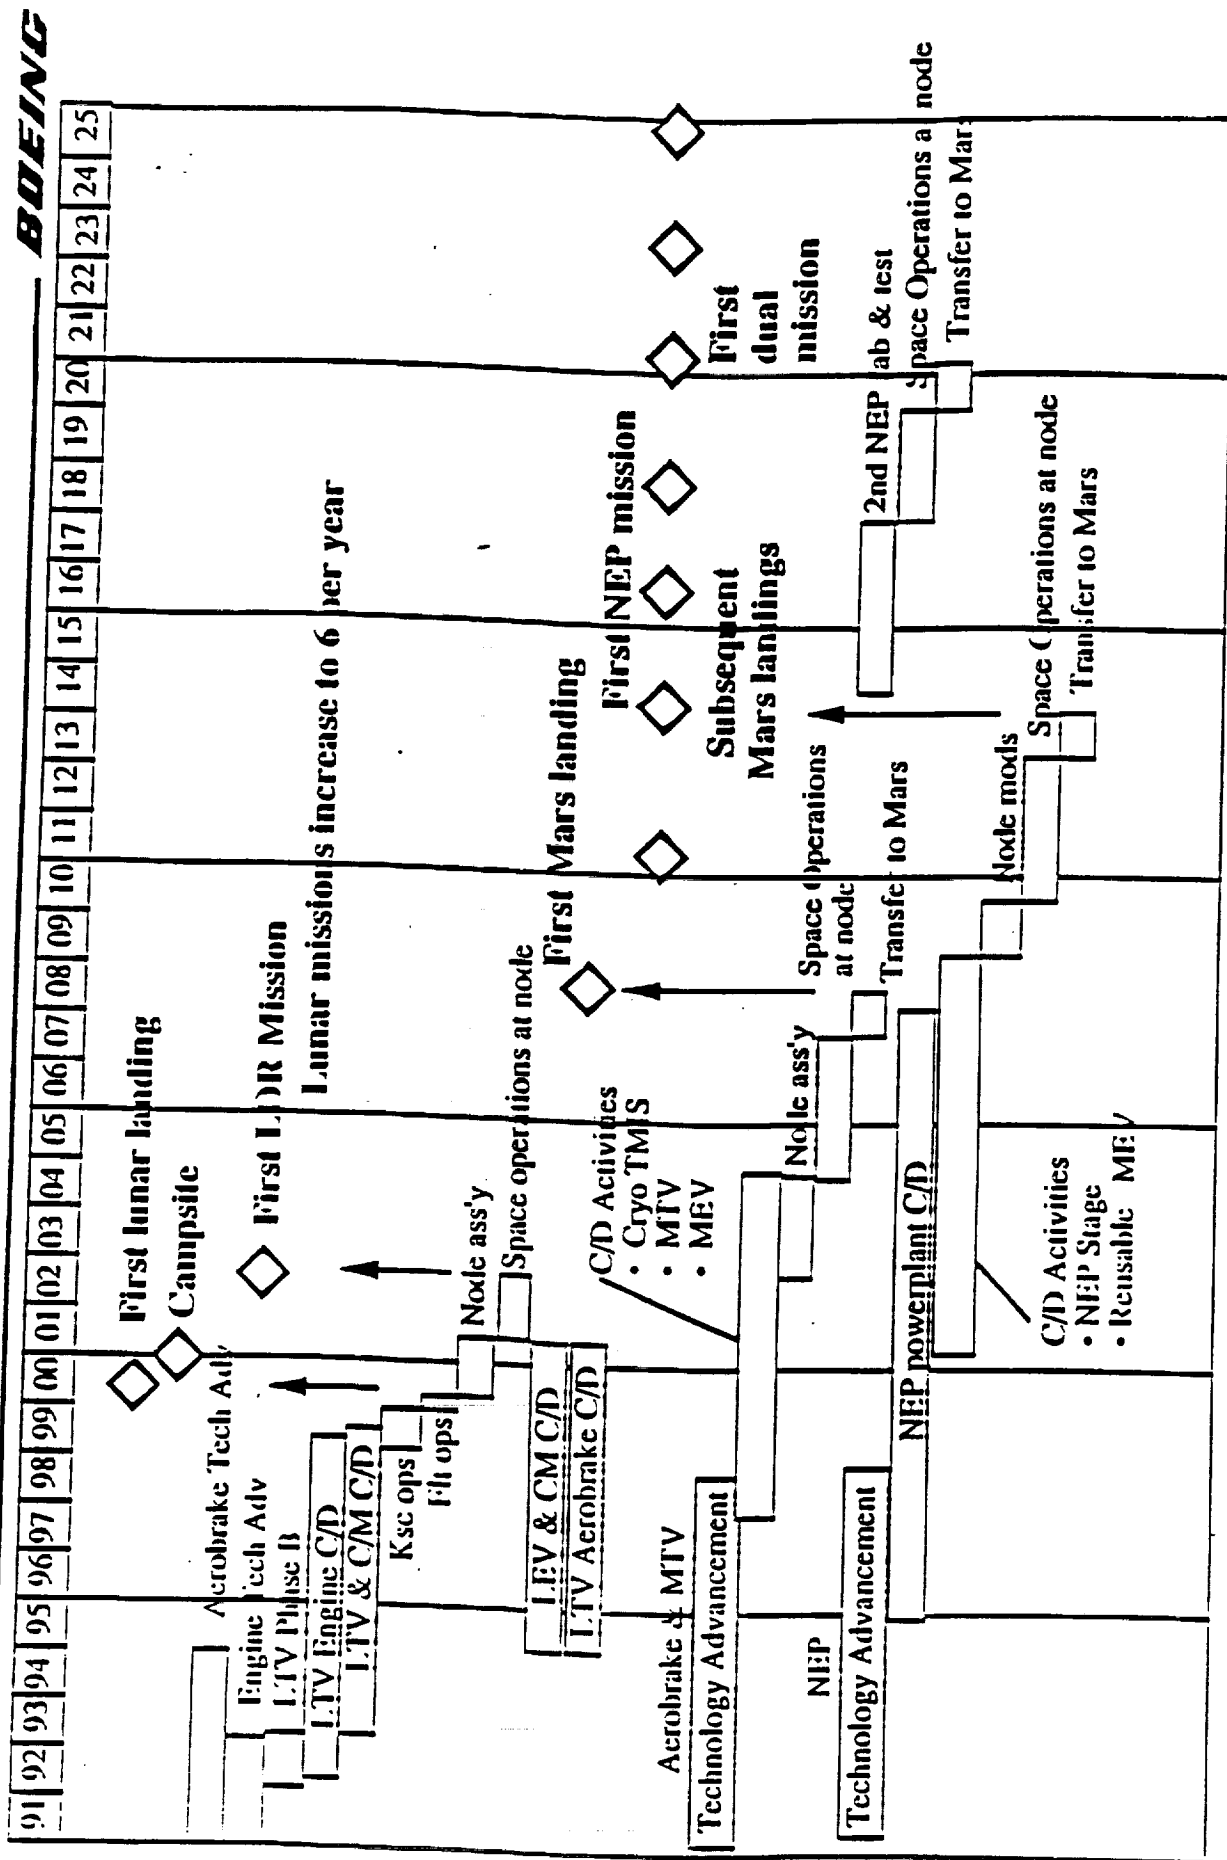 BOEING
91 92 93 94 95 96 97 98 99 00 01 02 03 04 05 06 07 08 09 10 11 12 13 14 15 16 17 18 19 20 21 22 23 24 25
First lunar landing
Campsite
Aerobrake Tech Adv
Engine Tech Adv
First LOR Mission
LTV Phase B
Lunar missions increase to 6 per year
LTV Engine C/D
LTV & C/M C/D
Ksc ops
Flt ops
Node ass'y
Space operations at node
LEV & CM C/D
LTV Aerobrake C/D
First Mars landing
First NEP mission
C/D Activities
• Cryo TMIS
• MTV
• MEV
Aerobrake & MTV
Technology Advancement
Subsequent
Mars landings
First
dual
mission
Node ass'y
Space Operations
at node
Transfer to Mars
NEP
Technology Advancement
2nd NEP fab & test
NEP powerplant C/D
Space Operations at node
Transfer to Mars
Node mods
Space Operations at node
Transfer to Mars
C/D Activities
• NEP Stage
• Reusable MEV